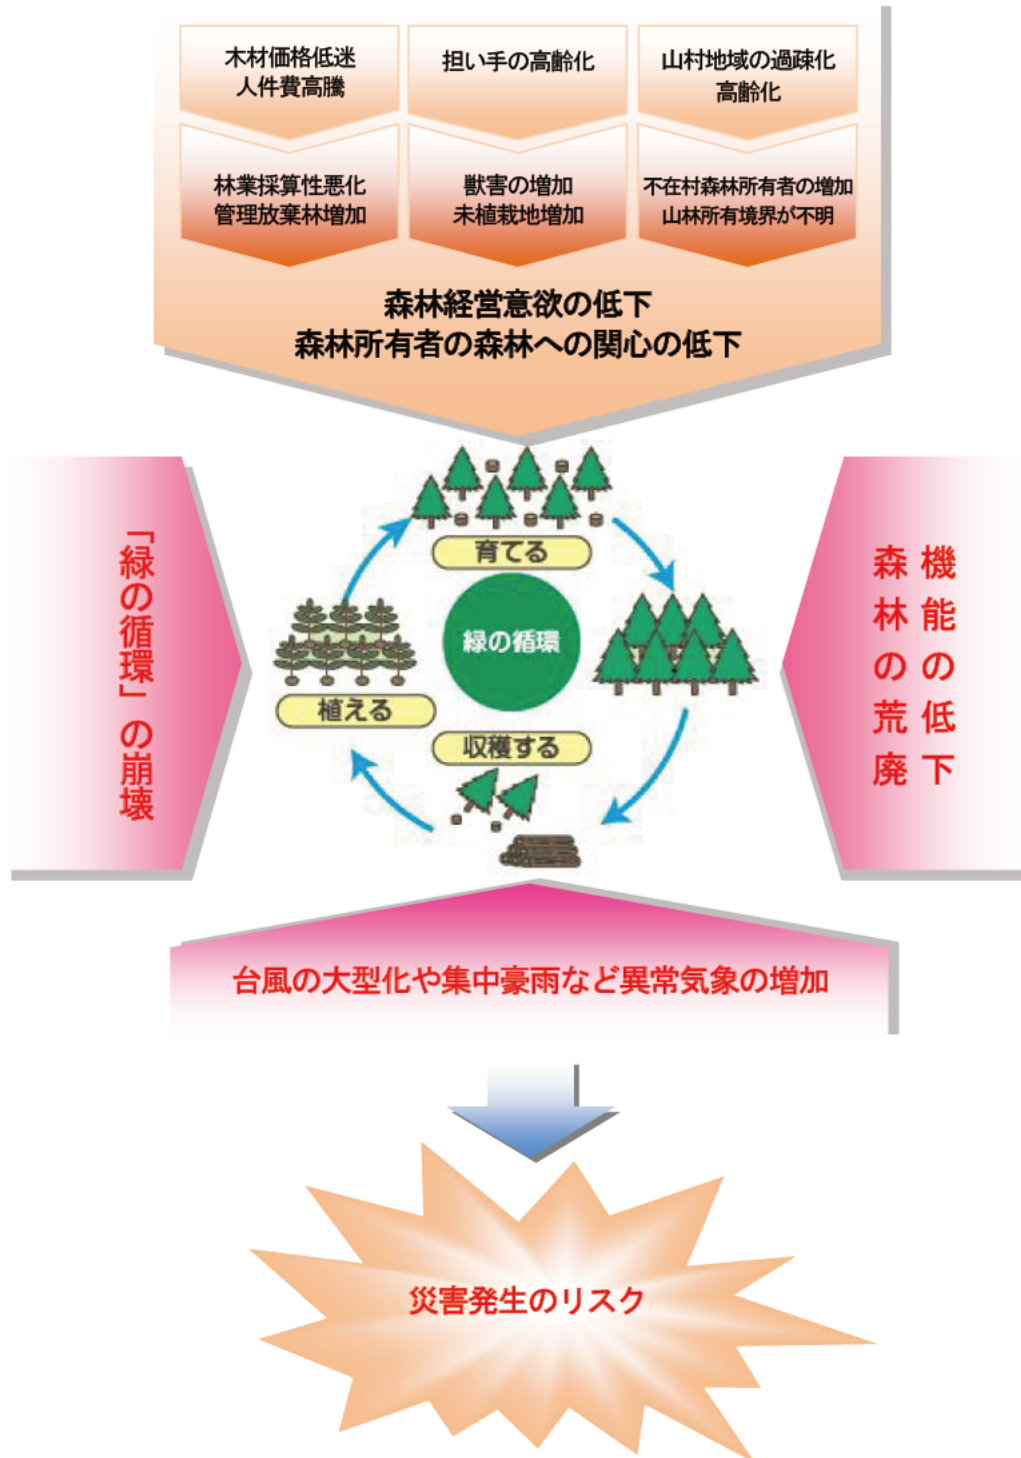 木材価格低迷
人件費高騰
担い手の高齢化
山村地域の過疎化
高齢化
林業採算性悪化
管理放棄林増加
獣害の増加
未植栽地増加
不在村森林所有者の増加
山林所有境界が不明
森林経営意欲の低下
森林所有者の森林への関心の低下
「緑の循環」の崩壊
育てる
緑の循環
植える
収穫する
機能の低下
森林の荒廃
台風の大型化や集中豪雨など異常気象の増加
災害発生のリスク